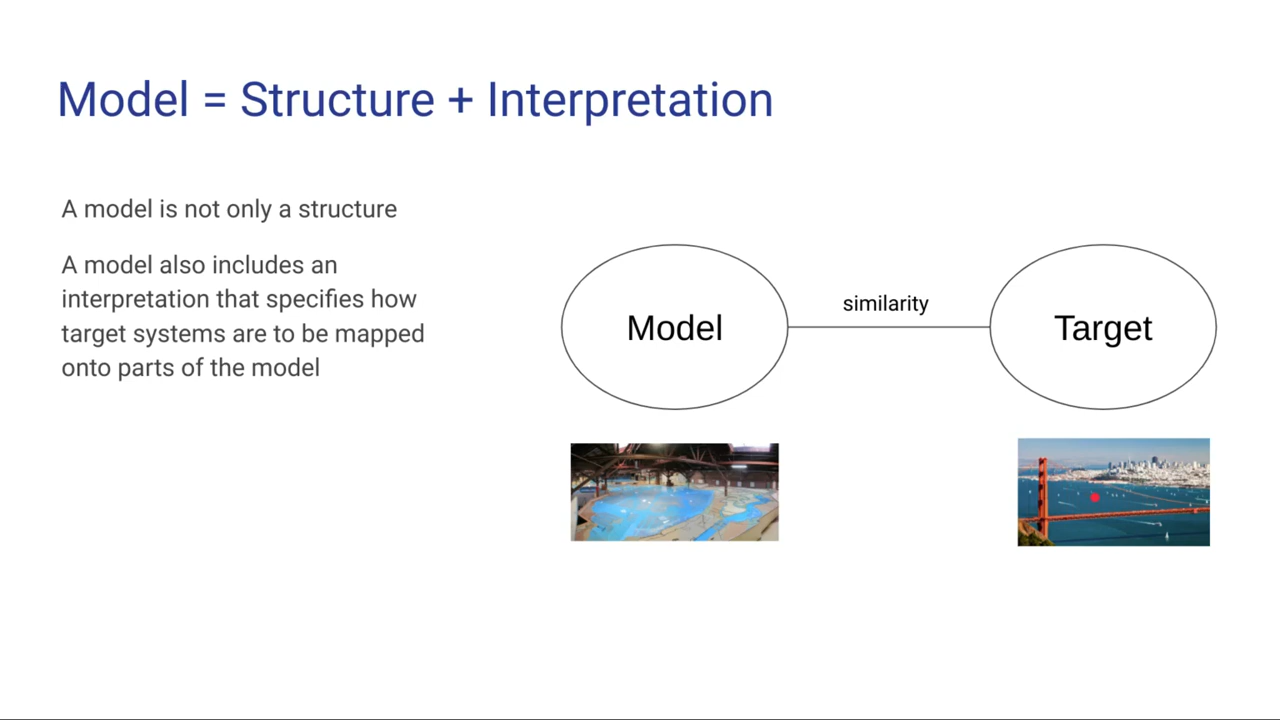 Model = Structure + Interpretation
A model is not only a structure
A model also includes an
interpretation that specifies how
target systems are to be mapped
onto parts of the model
Model
similarity
Target